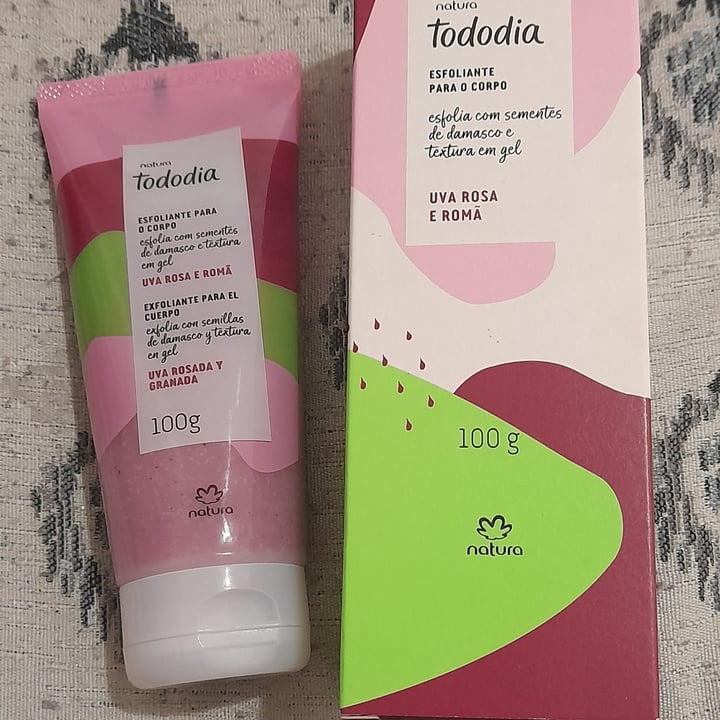 natura
Tododia
ESFOLIANTE PARA
O CORPO
esfolia com sementes
de damasco e textura
em gel
UVA ROSA E ROMÃ
EXFOLIANTE PARA EL
CUERPO
exfolia con semillas
de damasco y textura
en gel
UVA ROSADA Y
GRANADA
100g
natura
natura
Tododia
ESFOLIANTE
PARA O CORPO
esfolia com sementes
de damasco e
textura em gel
UVA ROSA
E ROMÃ
100 g
natura